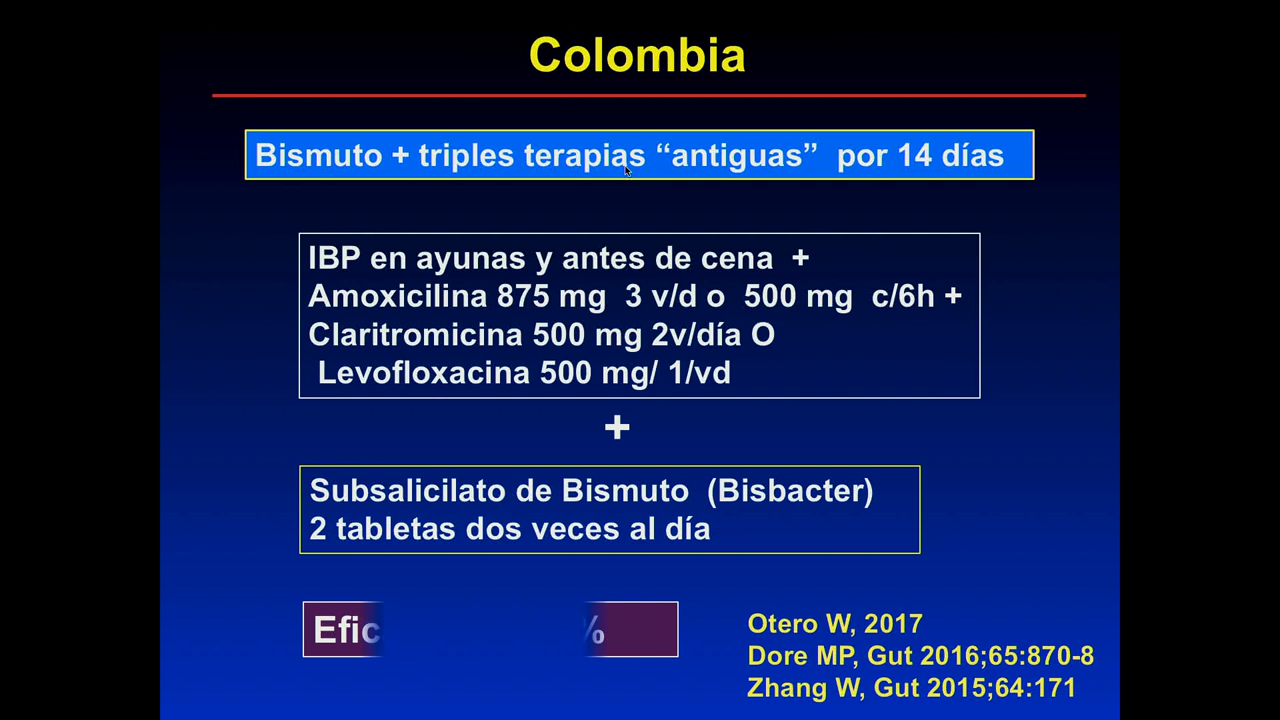 Colombia
Bismuto + triples terapias “antiguas” por 14 días
IBP en ayunas y antes de cena +
Amoxicilina 875 mg 3 v/d o 500 mg c/6h +
Claritromicina 500 mg 2v/día O
Levofloxacina 500 mg/ 1/vd
+
Subsalicilato de Bismuto (Bisbacter)
2 tabletas dos veces al día
%
Otero W, 2017
Dore MP, Gut 2016;65:870-8
Zhang W, Gut 2015;64:171